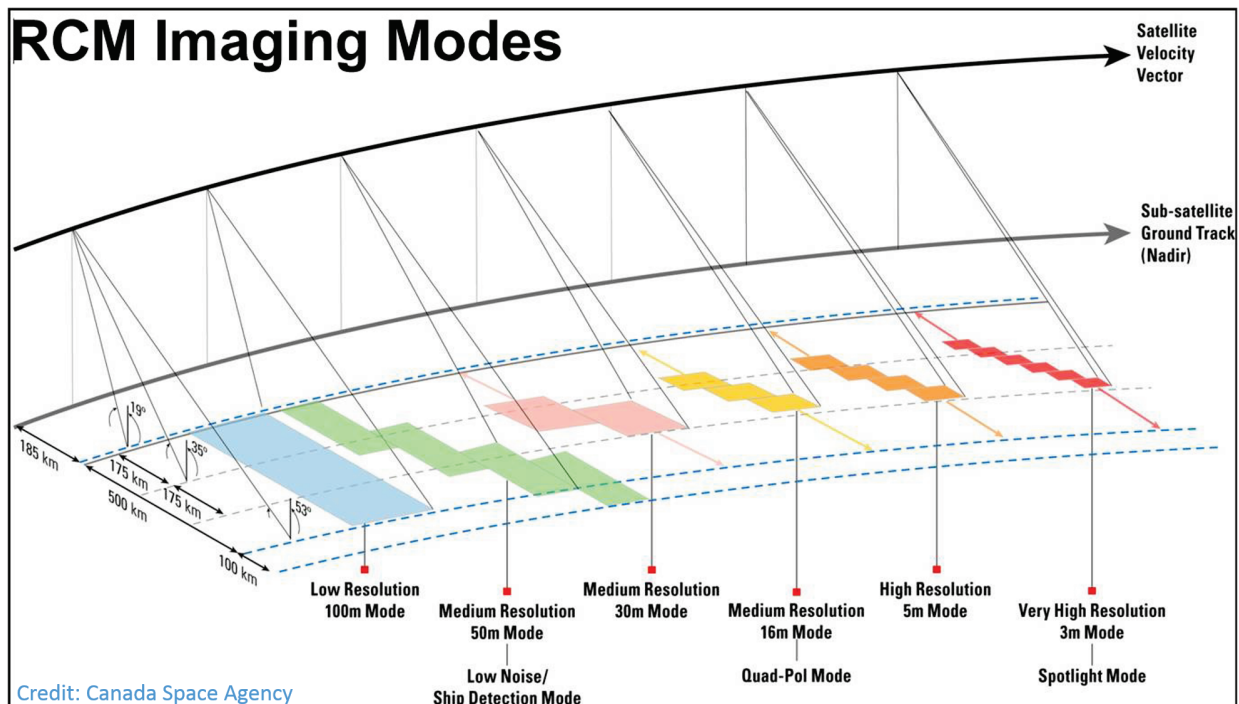 RCM Imaging Modes
Satellite
Velocity
Vector
Sub-satellite
Ground Track
(Nadir)
19º
35º
53º
185 km
175 km
175 km
500 km
100 km
Low Resolution
100m Mode
Medium Resolution
50m Mode
Low Noise/
Ship Detection Mode
Medium Resolution
30m Mode
Medium Resolution
16m Mode
Quad-Pol Mode
High Resolution
5m Mode
Very High Resolution
3m Mode
Spotlight Mode
Credit: Canada Space Agency